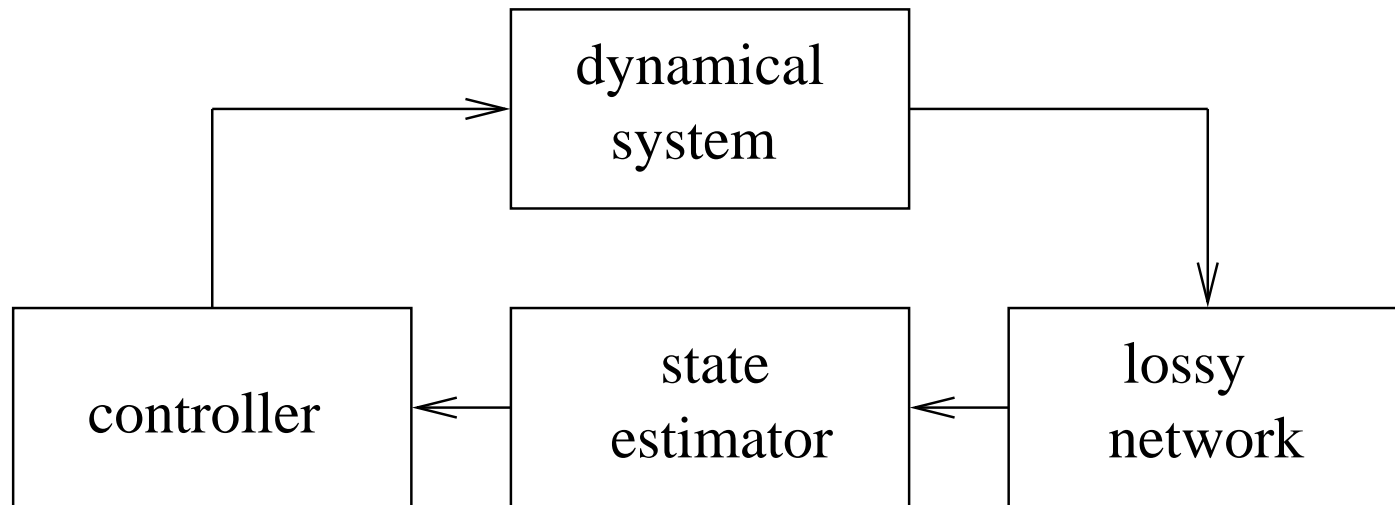 dynamical
system
controller
state
estimator
lossy
network